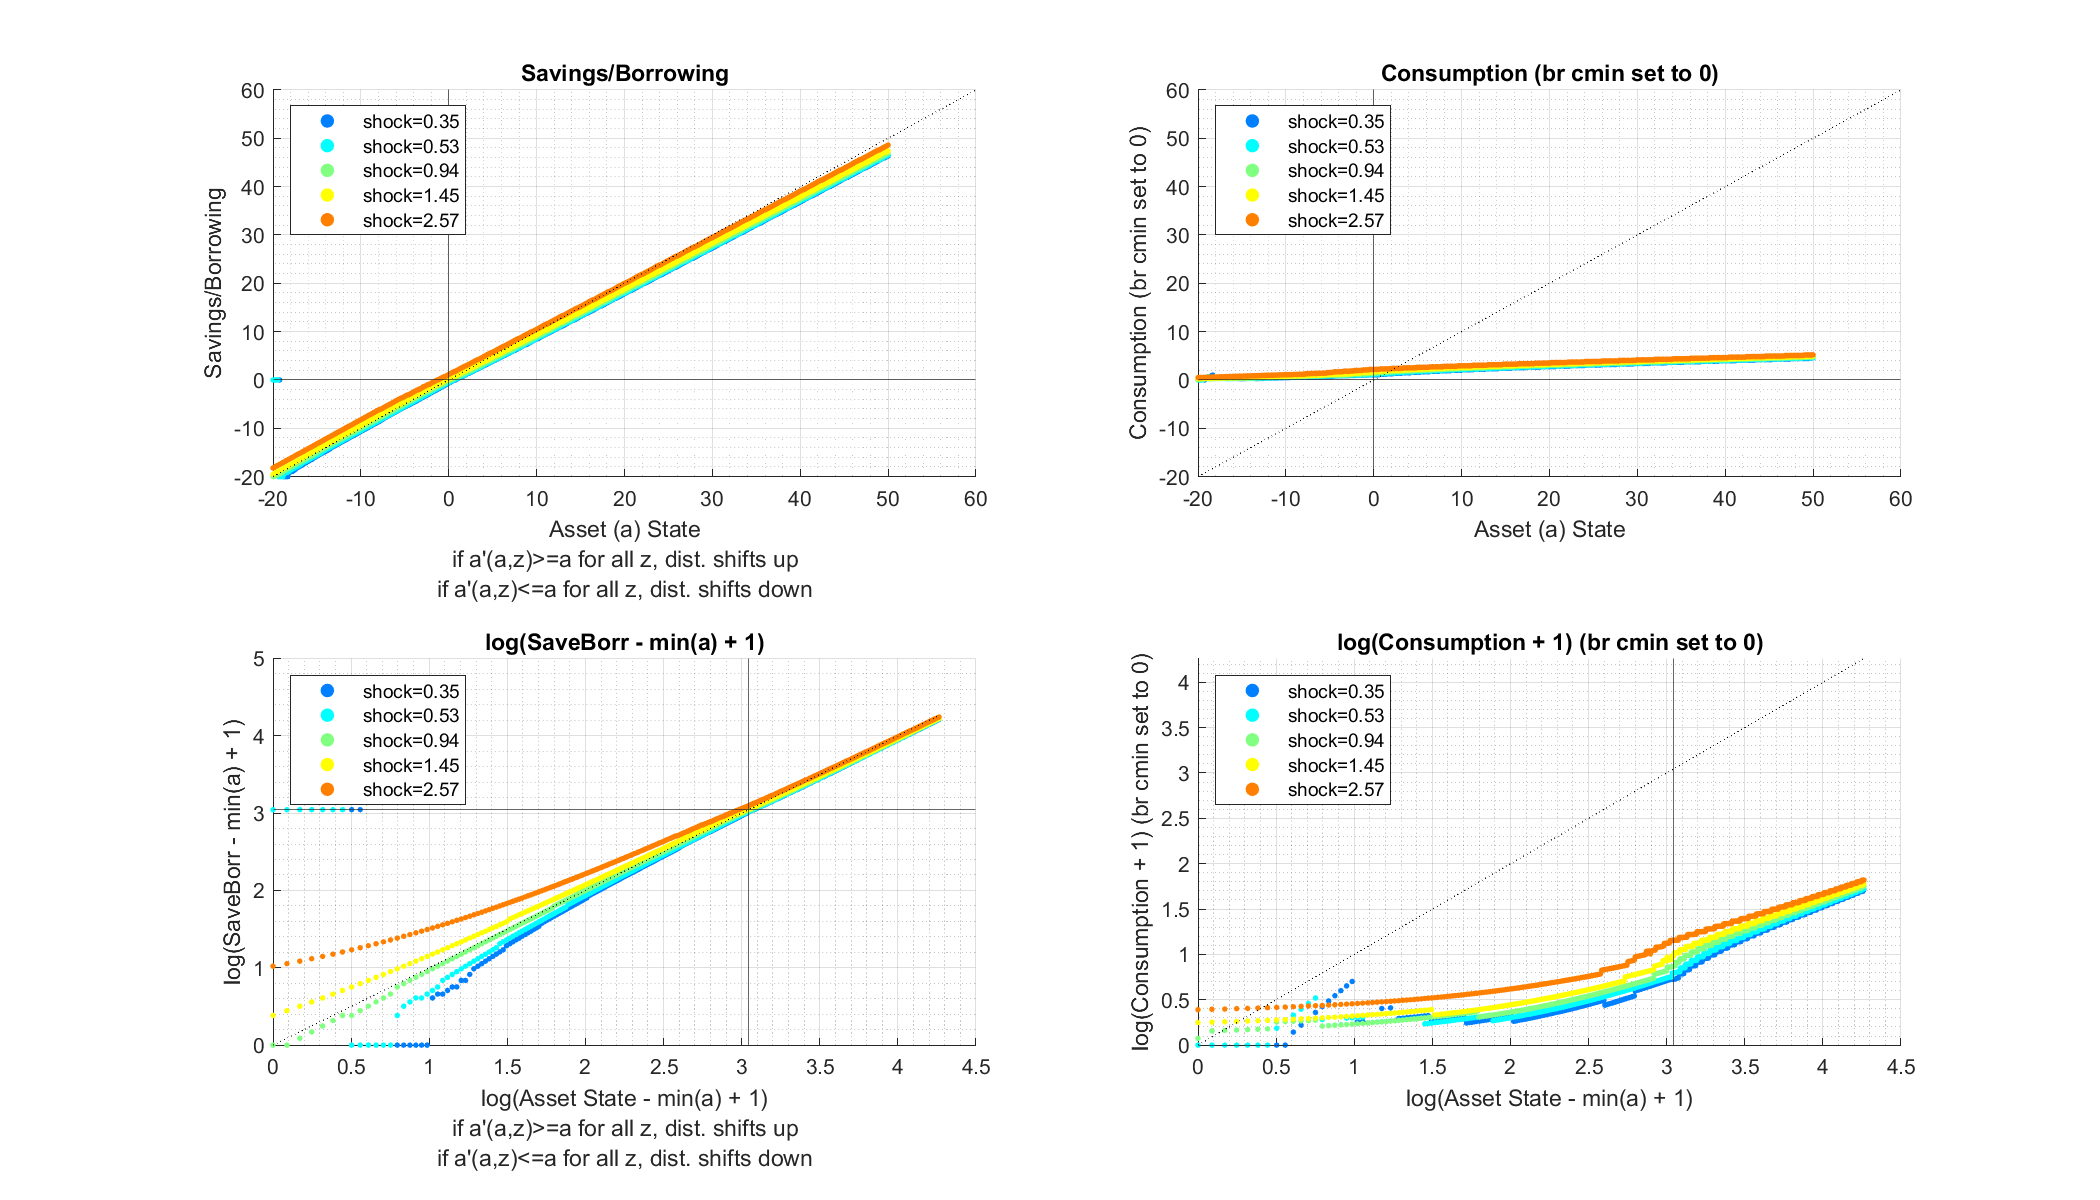 Savings/Borrowing
60
50
40
30
20
10
0
-10
-20
Savings/Borrowing
shock=0.35
shock=0.53
shock=0.94
shock=1.45
shock=2.57
-20 -10 0 10 20 30 40 50 60
Asset (a) State
if a'(a,z)>=a for all z, dist. shifts up
if a'(a,z)<=a for all z, dist. shifts down
Consumption (br cmin set to 0)
60
50
40
30
20
10
0
-10
-20
Consumption (br cmin set to 0)
shock=0.35
shock=0.53
shock=0.94
shock=1.45
shock=2.57
-20 -10 0 10 20 30 40 50 60
Asset (a) State
log(SaveBorr - min(a) + 1)
5
4
3
2
1
0
log(SaveBorr - min(a) + 1)
shock=0.35
shock=0.53
shock=0.94
shock=1.45
shock=2.57
0 0.5 1 1.5 2 2.5 3 3.5 4 4.5
log(Asset State - min(a) + 1)
if a'(a,z)>=a for all z, dist. shifts up
if a'(a,z)<=a for all z, dist. shifts down
log(Consumption + 1) (br cmin set to 0)
4
3.5
3
2.5
2
1.5
1
0.5
0
log(Consumption + 1) (br cmin set to 0)
shock=0.35
shock=0.53
shock=0.94
shock=1.45
shock=2.57
0 0.5 1 1.5 2 2.5 3 3.5 4 4.5
log(Asset State - min(a) + 1)